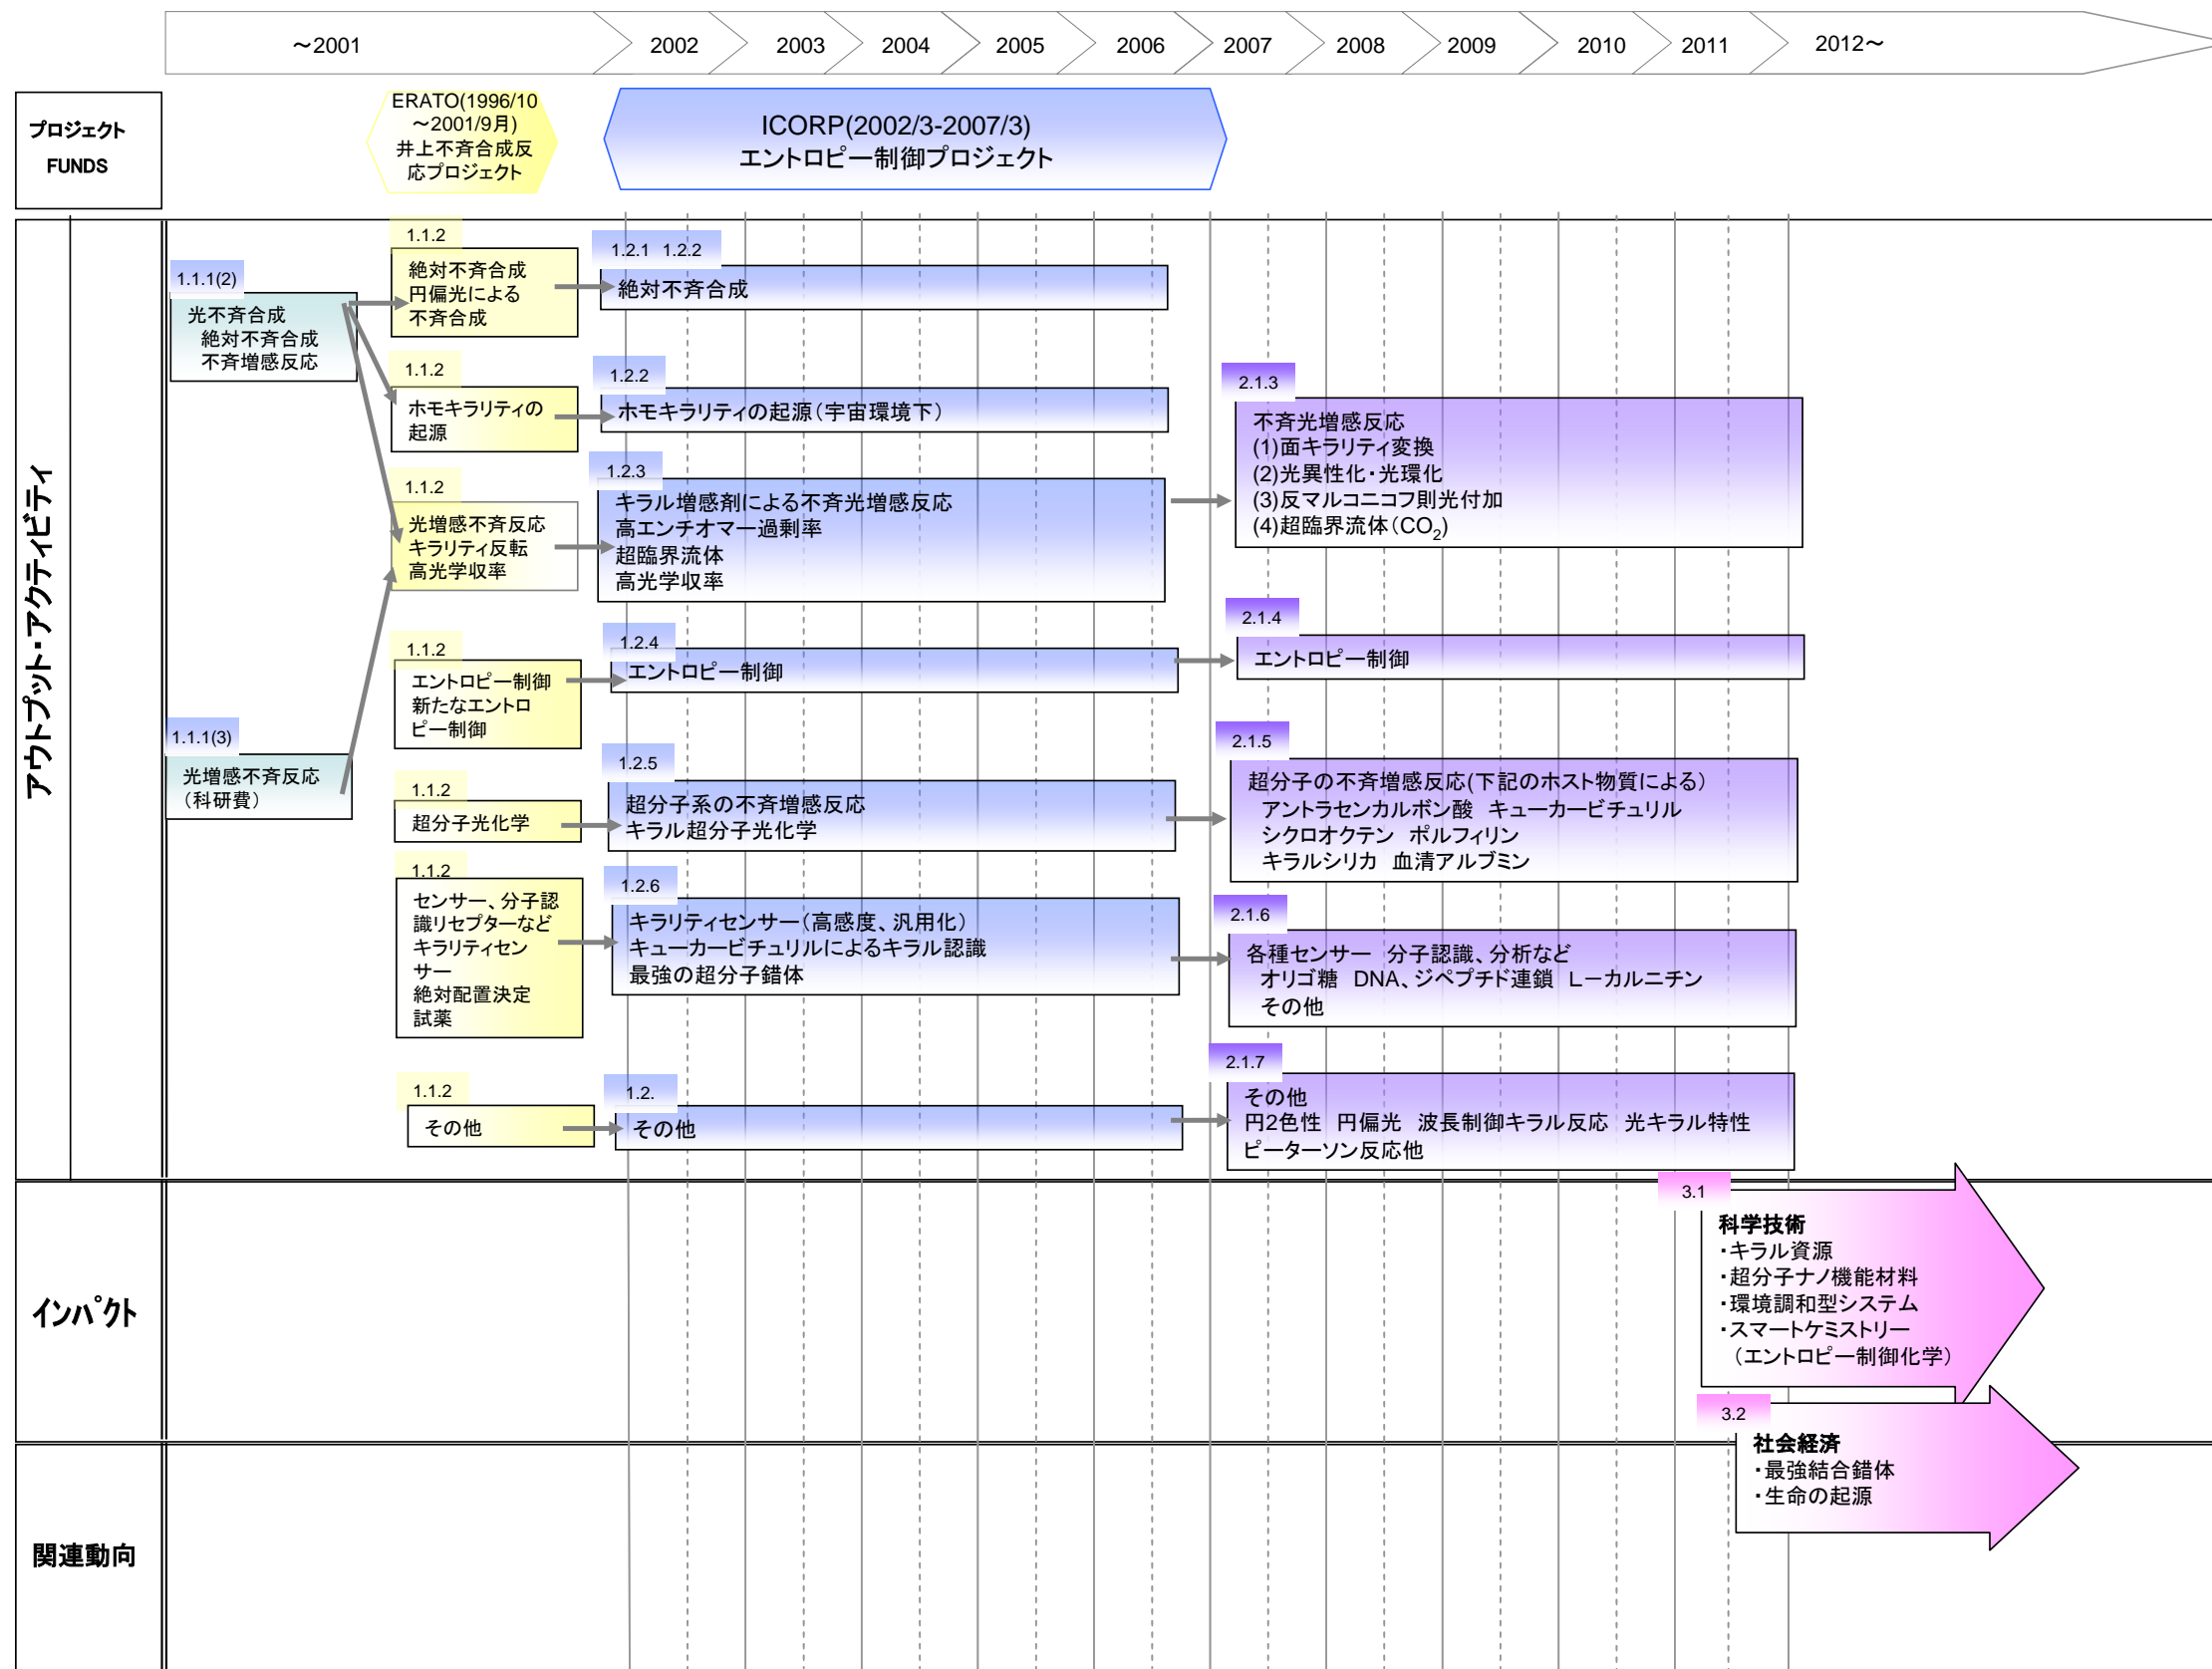 ～2001
2002
2003
2004
2005
2006
2007
2008
2009
2010
2011
2012～
プロジェクト
FUNDS
ERATO(1996/10
～2001/9月)
井上不斉合成反
応プロジェクト
ICORP(2002/3-2007/3)
エントロピー制御プロジェクト
アウトプット・アクティビティ
1.1.1(2)
光不斉合成
絶対不斉合成
不斉増感反応
1.1.1(3)
光増感不斉反応
（科研費）
1.1.2
絶対不斉合成
円偏光による
不斉合成
1.2.1 1.2.2
絶対不斉合成
1.1.2
ホモキラリティの
起源
1.2.2
ホモキラリティの起源（宇宙環境下）
1.1.2
光増感不斉反応
キラリティ反転
高光学収率
1.2.3
キラル増感剤による不斉光増感反応
高エンチオマー過剰率
超臨界流体
高光学収率
2.1.3
不斉光増感反応
(1)面キラリティ変換
(2)光異性化・光環化
(3)反マルコニコフ則光付加
(4)超臨界流体（CO2)
1.1.2
エントロピー制御
新たなエントロ
ピー制御
1.2.4
エントロピー制御
2.1.4
エントロピー制御
1.1.2
超分子光化学
1.2.5
超分子系の不斉増感反応
キラル超分子光化学
2.1.5
超分子の不斉増感反応(下記のホスト物質による）
アントラセンカルボン酸　キューカービチュリル
シクロオクテン　ポルフィリン
キラルシリカ　血清アルブミン
1.1.2
センサー、分子認
識リセプターなど
キラリティセン
サー
絶対配置決定
試薬
1.2.6
キラリティセンサー（高感度、汎用化）
キューカービチュリルによるキラル認識
最強の超分子錯体
2.1.6
各種センサー　分子認識、分析など
オリゴ糖　DNA、ジペプチド連鎖　L－カルニチン
その他
1.1.2
その他
1.2.
その他
2.1.7
その他
円2色性　円偏光　波長制御キラル反応　光キラル特性
ピーターソン反応他
インパクト
3.1
科学技術
・キラル資源
・超分子ナノ機能材料
・環境調和型システム
・スマートケミストリー
（エントロピー制御化学）
3.2
社会経済
・最強結合錯体
・生命の起源
関連動向